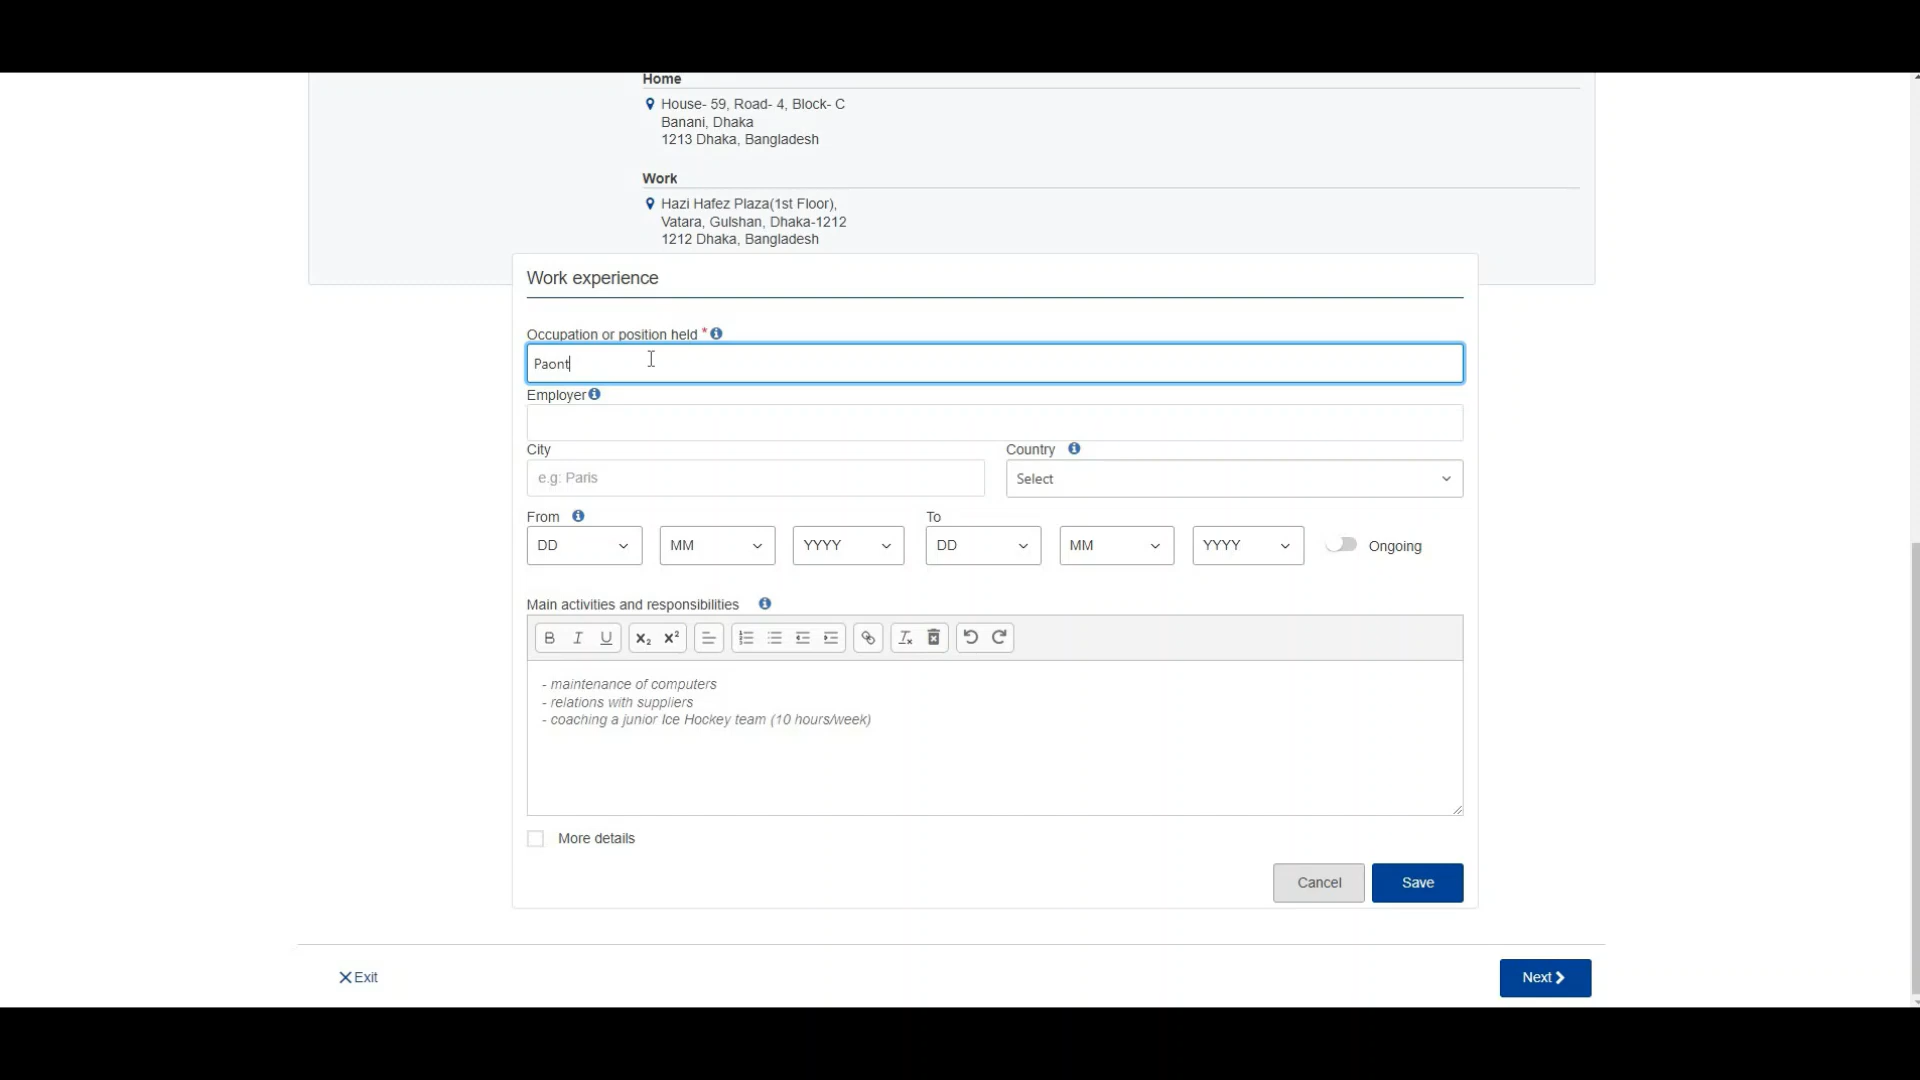 Home
House- 59, Road- 4, Block- C
Banani, Dhaka
1213 Dhaka, Bangladesh
Work
Hazi Hafez Plaza(1st Floor),
Vatara, Gulshan, Dhaka-1212
1212 Dhaka, Bangladesh
Work experience
Occupation or position held *
Paont
Employer
City Country
e.g: Paris Select
From To
DD MM YYYY DD MM YYYY Ongoing
Main activities and responsibilities
B I U X₂ X²
- maintenance of computers
- relations with suppliers
- coaching a junior Ice Hockey team (10 hours/week)
More details
Cancel Save
Exit Next